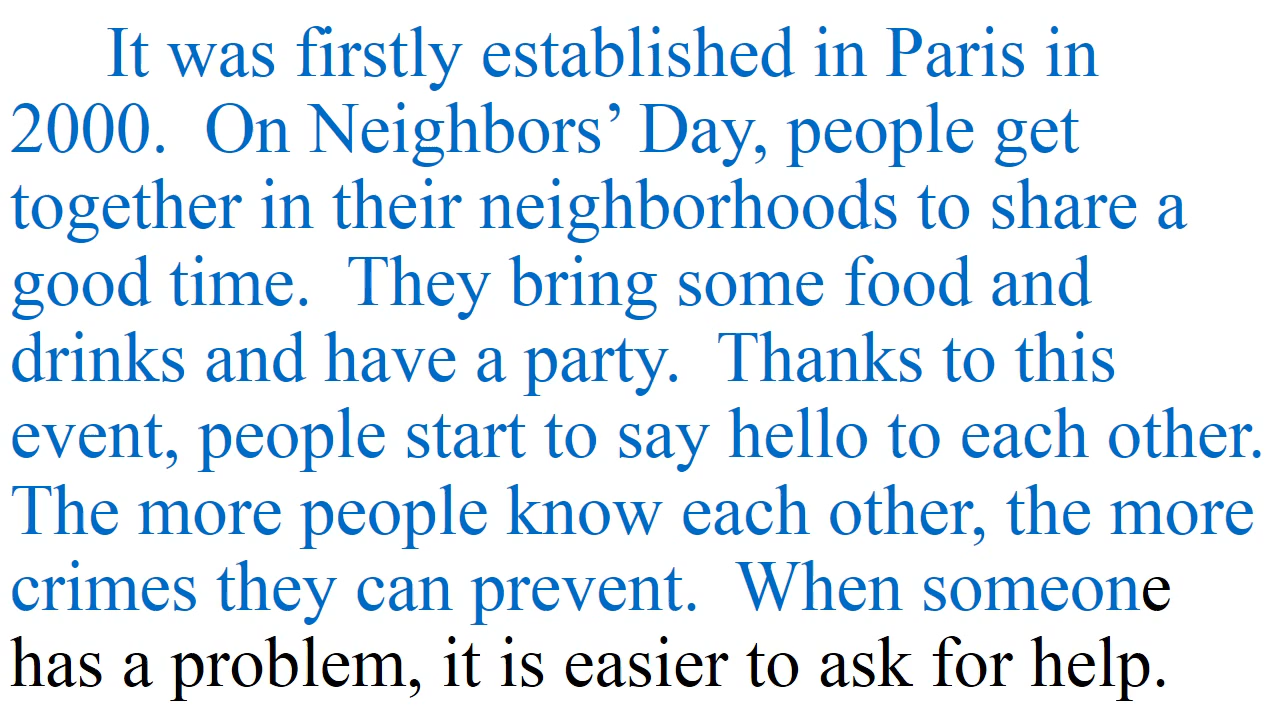 It was firstly established in Paris in
2000.  On Neighbors’ Day, people get
together in their neighborhoods to share a
good time.  They bring some food and
drinks and have a party.  Thanks to this
event, people start to say hello to each other.
The more people know each other, the more
crimes they can prevent.  When someone
has a problem, it is easier to ask for help.